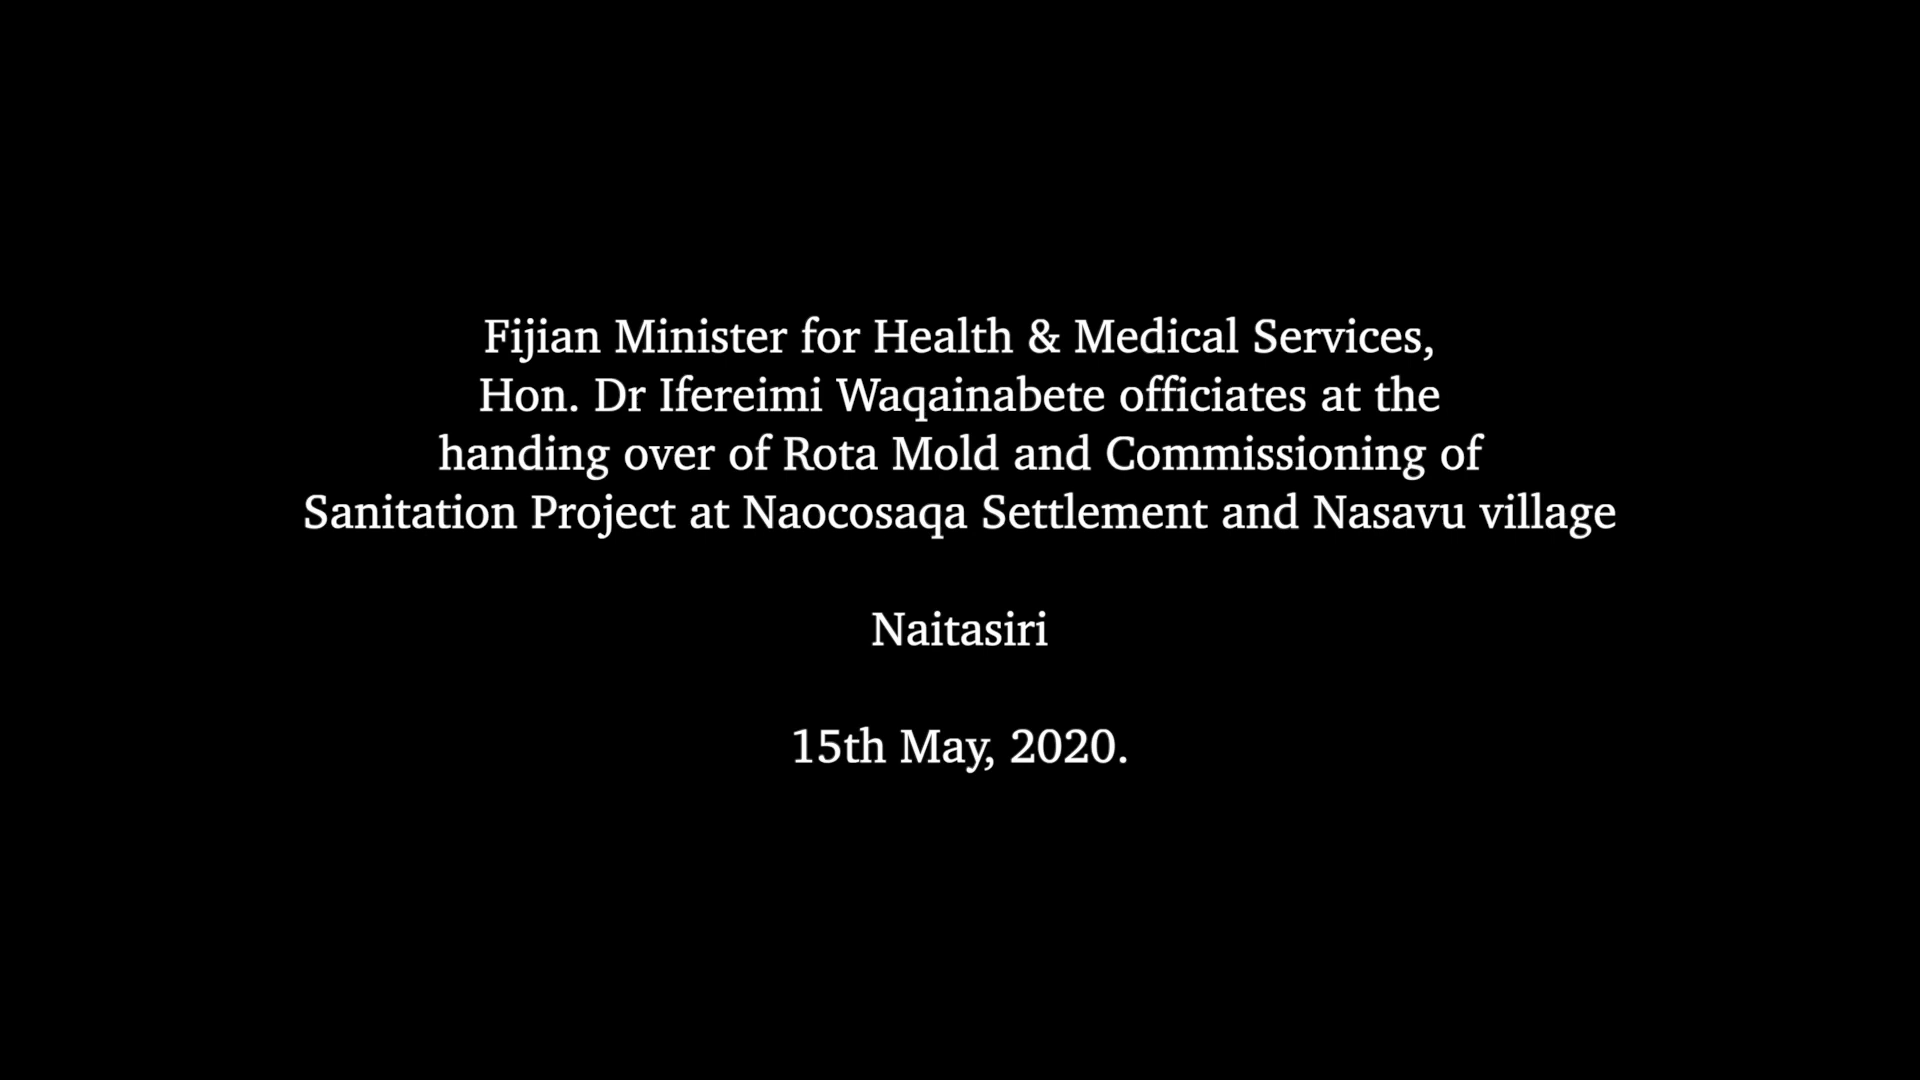 Fijian Minister for Health & Medical Services,
Hon. Dr Ifereimi Waqainabete officiates at the
handing over of Rota Mold and Commissioning of
Sanitation Project at Naocosaqa Settlement and Nasavu village
Naitasiri
15th May, 2020.